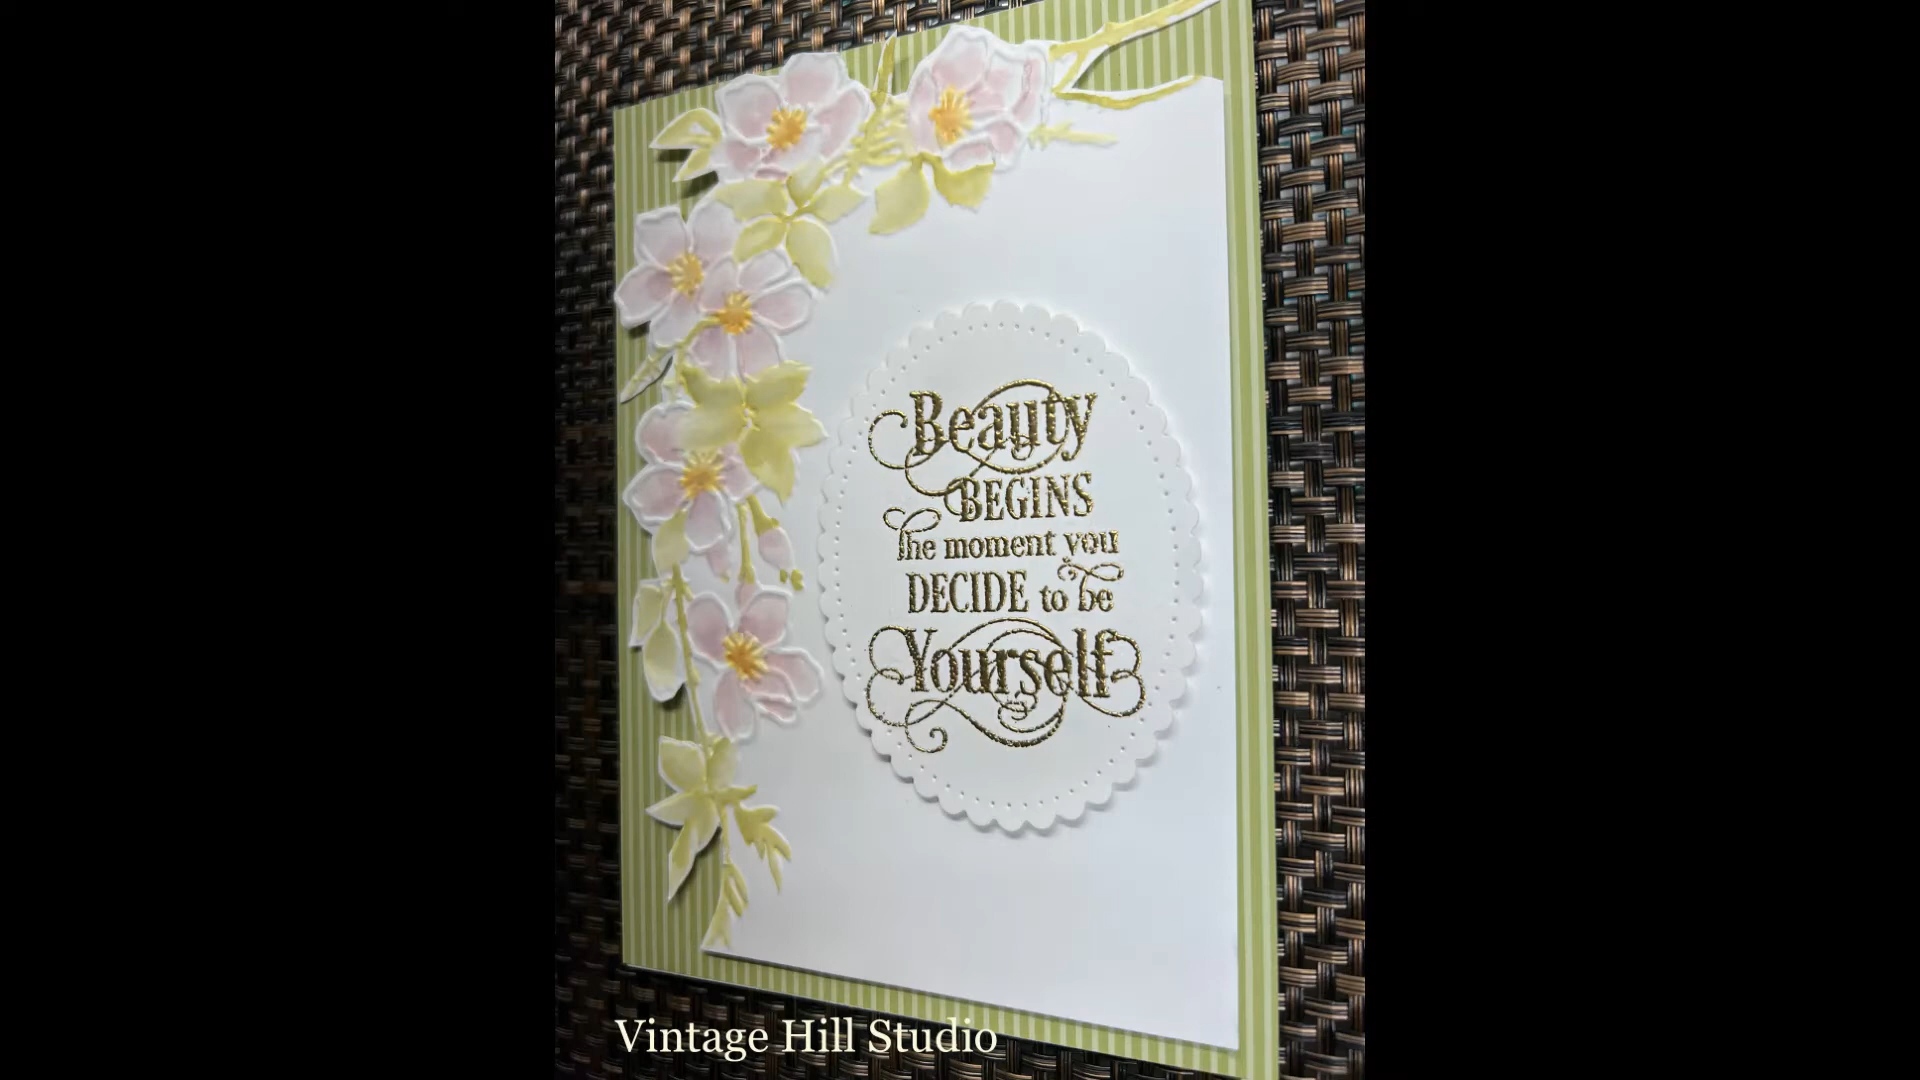 Beauty
BEGINS
the moment you
DECIDE to be
Yourself
Vintage Hill Studio